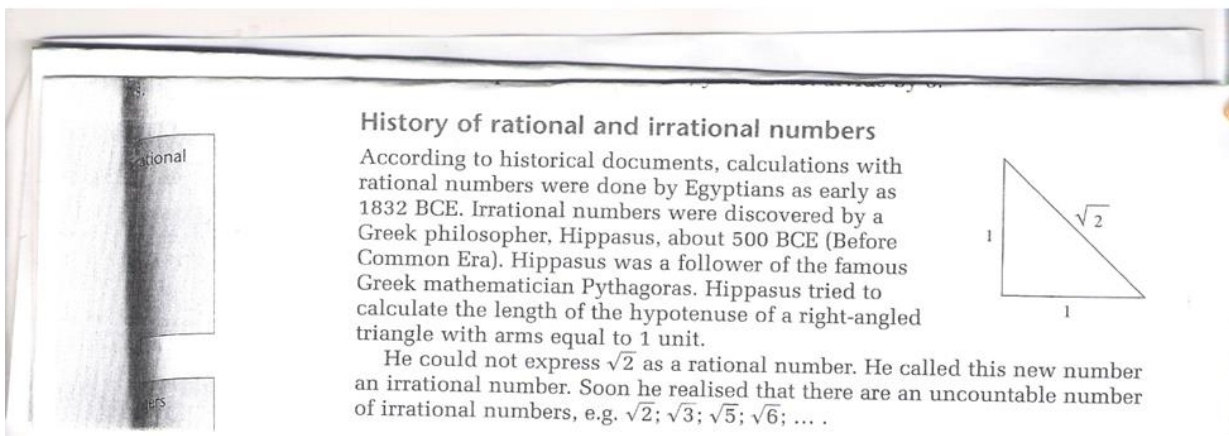 History of rational and irrational numbers
According to historical documents, calculations with
rational numbers were done by Egyptians as early as
1832 BCE. Irrational numbers were discovered by a
Greek philosopher, Hippasus, about 500 BCE (Before
Common Era). Hippasus was a follower of the famous
Greek mathematician Pythagoras. Hippasus tried to
calculate the length of the hypotenuse of a right-angled
triangle with arms equal to 1 unit.
He could not express √2 as a rational number. He called this new number
an irrational number. Soon he realised that there are an uncountable number
of irrational numbers, e.g. √2; √3; √5; √6; ... .
1
√2
1
ational
ers